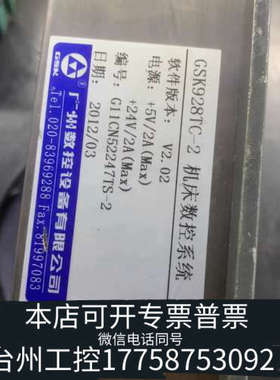 GSK928TC-2 机床数控系统
软件版本: V2.02
电源: +5V/2A(Max)
+24V/2A(Max)
编号: G11CN52247TS-2
日期: 2012/03
GSK
广州数控设备有限公司
Tel:020-83969288 Fax:81997083
本店可开专票普票
微信电话同号
台州工控17758753092